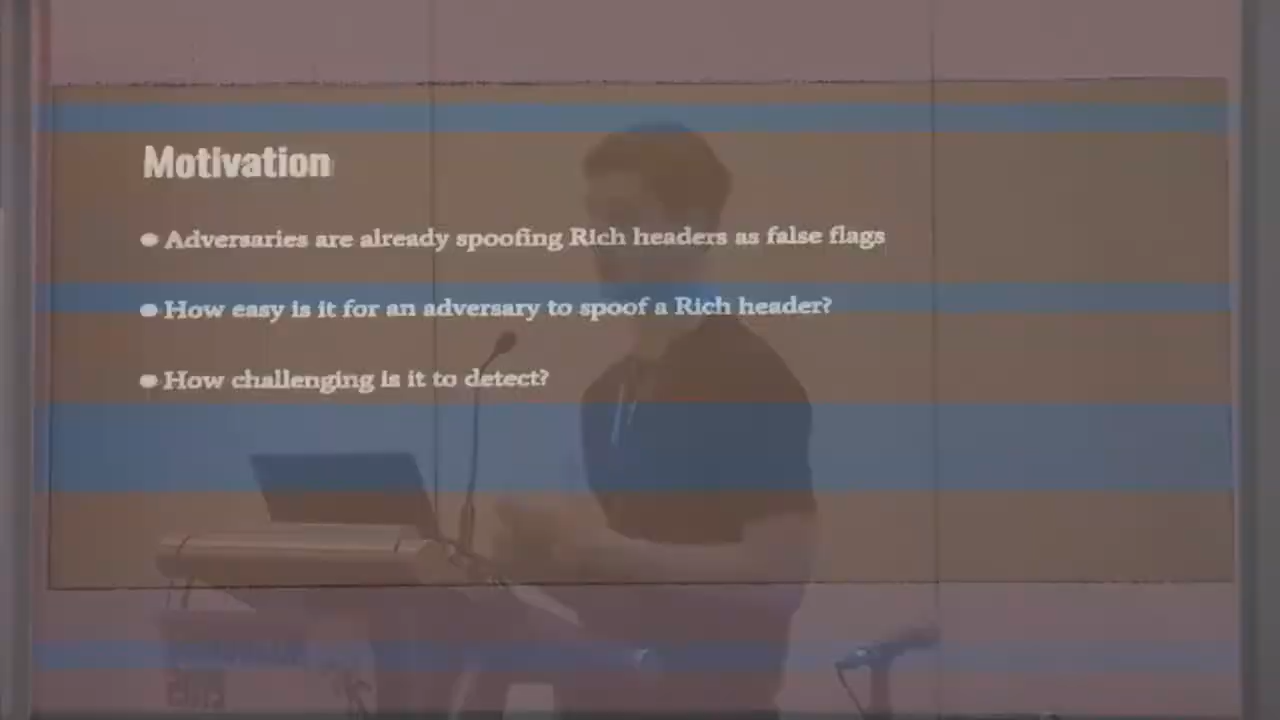 Motivation
• Adversaries are already spoofing Rich headers as false flags
• How easy is it for an adversary to spoof a Rich header?
• How challenging is it to detect?